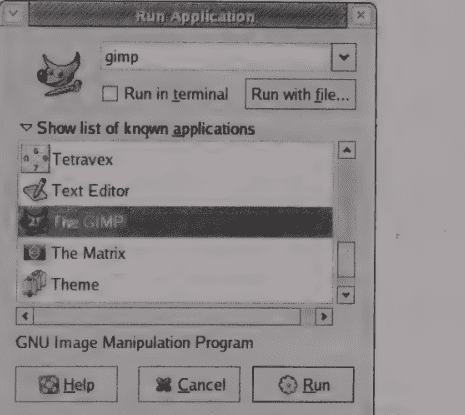 Run Application
gimp
Run in terminal
Run with file...
Show list of known applications
Tetravex
Text Editor
The GIMP
The Matrix
Theme
GNU Image Manipulation Program
Help
Cancel
Run